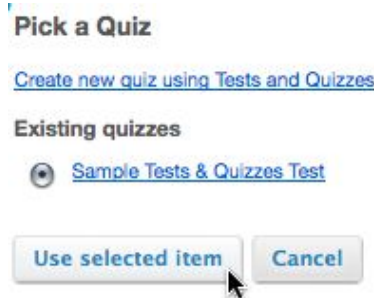 Pick a Quiz
Create new quiz using Tests and Quizzes
Existing quizzes
Sample Tests & Quizzes Test
Use selected item Cancel